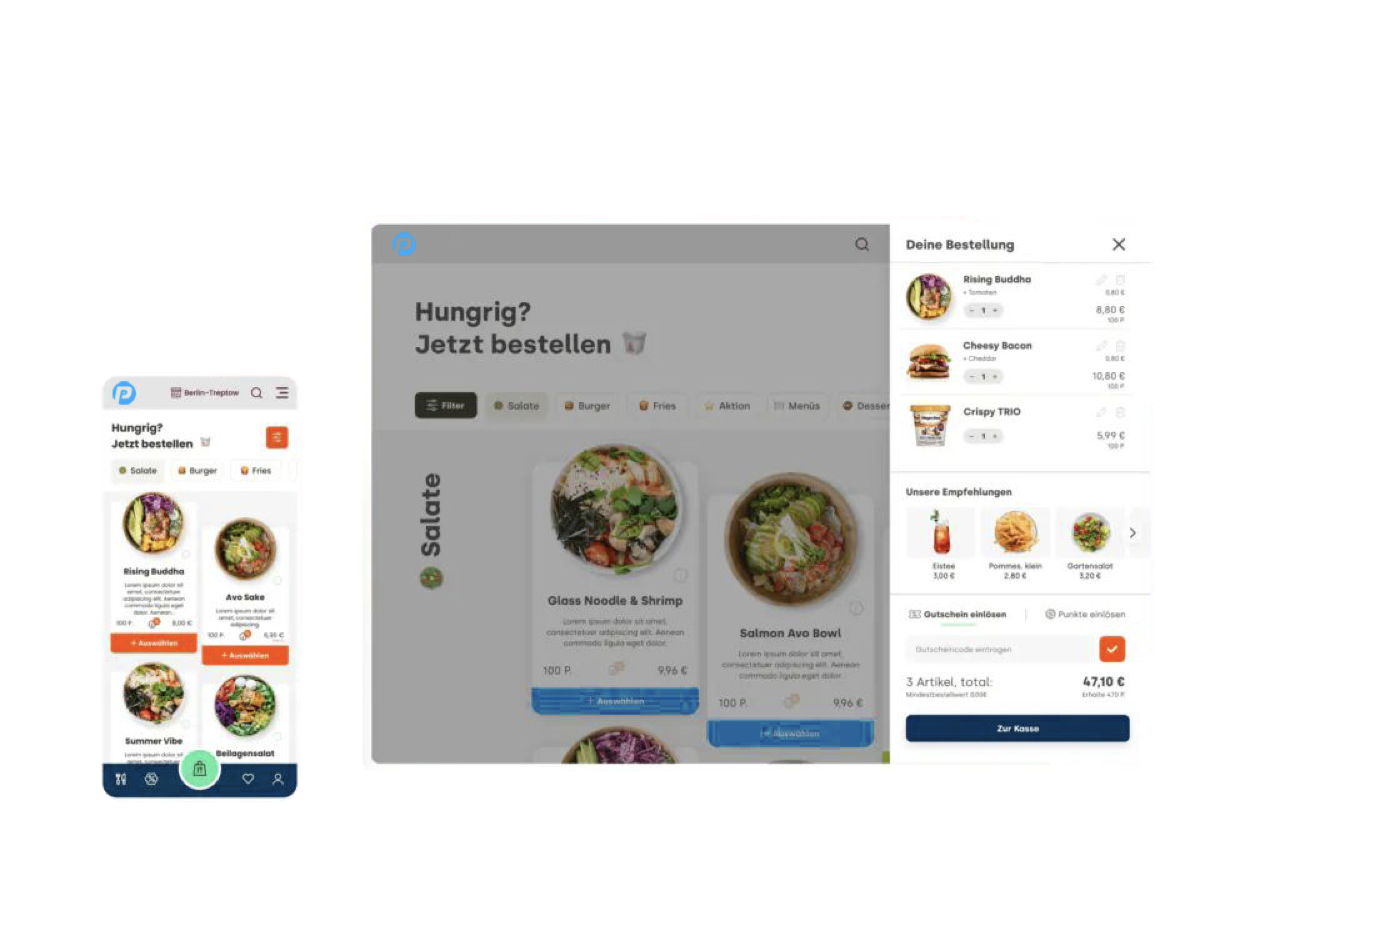 Berlin-Treptow
Hungrig?
Jetzt bestellen
Salate
Burger
Fries
Rising Buddha
Lorem ipsum dolor sit
amet, consectetuer
adipiscing elit. Aenean
commodo ligula eget
dolor. Aenean..
100 P.
8,00 €
+ Auswählen
Avo Sake
Lorem ipsum dolor sit
amet, consectetuer
adipiscing
100 P.
6,35 €
+ Auswählen
Summer Vibe
Lorem ipsum dolor sit
amet, consectetuer
Beilagensalat
Hungrig?
Jetzt bestellen
Filter
Salate
Burger
Fries
Aktion
Menüs
Desser
Salate
Glass Noodle & Shrimp
Lorem ipsum dolor sit amet,
consectetuer adipiscing elit. Aenean
commodo ligula eget dolor.
100 P.
9,96 €
+ Auswählen
Salmon Avo Bowl
Lorem ipsum dolor sit amet,
consectetuer adipiscing elit. Aenean
commodo ligula eget dolor.
100 P.
9,96 €
+ Auswählen
Deine Bestellung
Rising Buddha
+ Tomaten
0,80 €
- 1 +
8,80 €
100 P.
Cheesy Bacon
+ Cheddar
0,80 €
- 1 +
10,80 €
100 P.
Crispy TRIO
- 1 +
5,99 €
100 P.
Unsere Empfehlungen
Eistee
3,00 €
Pommes, klein
2,80 €
Gartensalat
3,20 €
Gutschein einlösen
Punkte einlösen
Gutscheincode eintragen
3 Artikel, total:
47,10 €
Mindestbestellwert 0,00€
Erhalte 470 P.
Zur Kasse